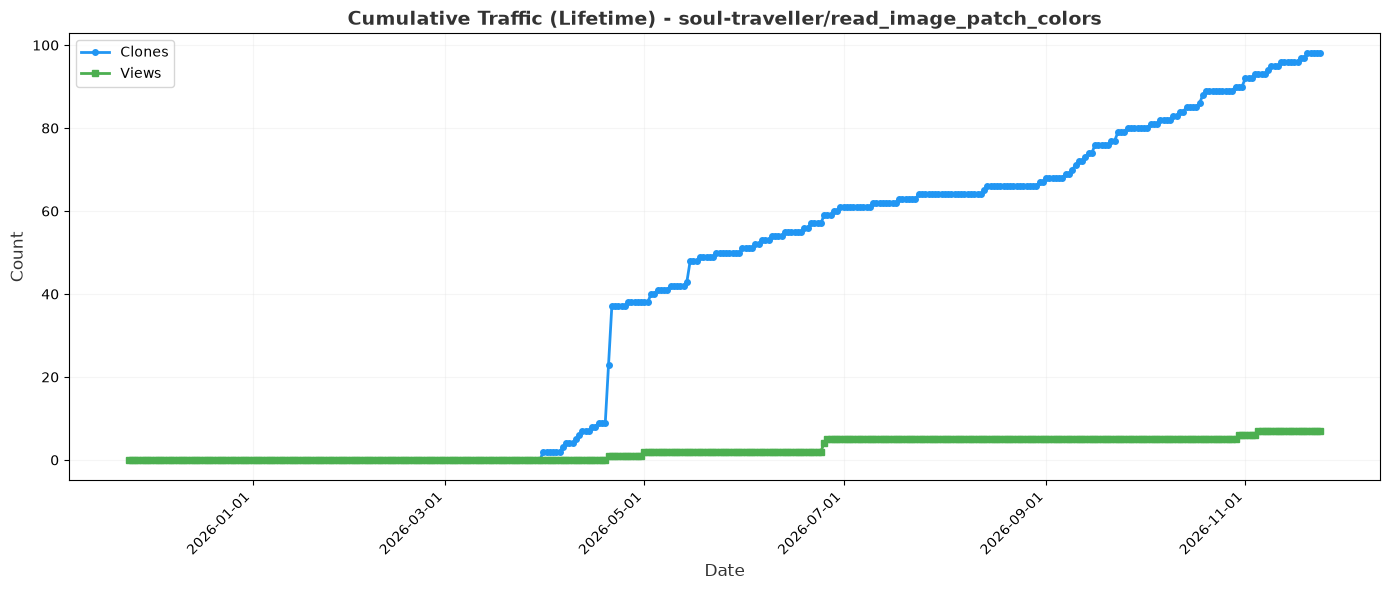 Cumulative Traffic (Lifetime) - soul-traveller/read_image_patch_colors
Clones
Views
100
80
60
40
20
0
Count
2026-01-01
2026-03-01
2026-05-01
2026-07-01
2026-09-01
2026-11-01
Date